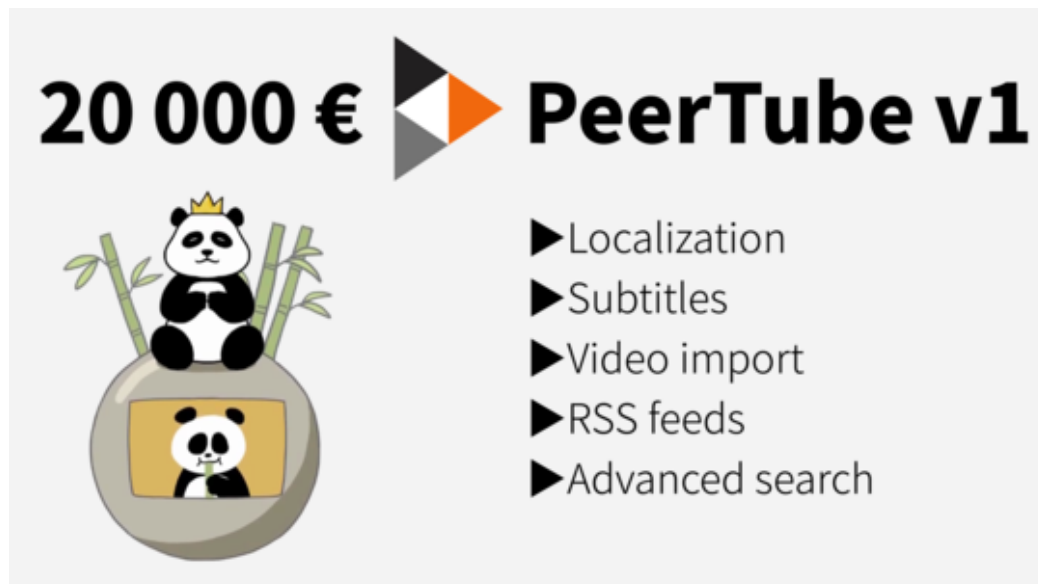 20 000 € PeerTube v1
▶Localization
▶Subtitles
▶Video import
▶RSS feeds
▶Advanced search